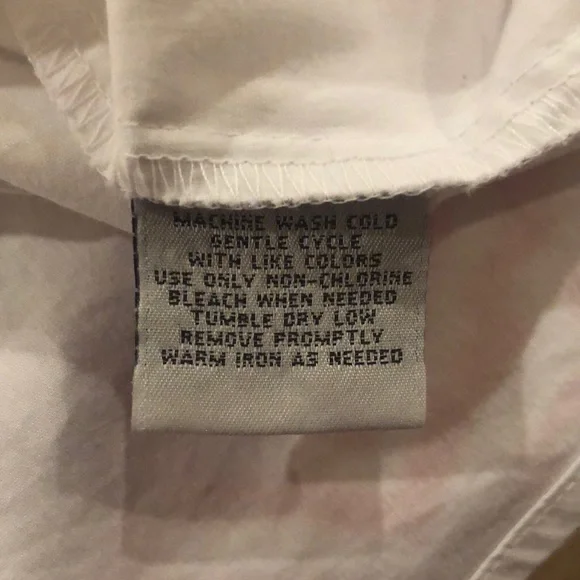 MACHINE WASH COLD
GENTLE CYCLE
WITH LIKE COLORS
USE ONLY NON-CHLORINE
BLEACH WHEN NEEDED
TUMBLE DRY LOW
REMOVE PROMPTLY
WARM IRON AS NEEDED